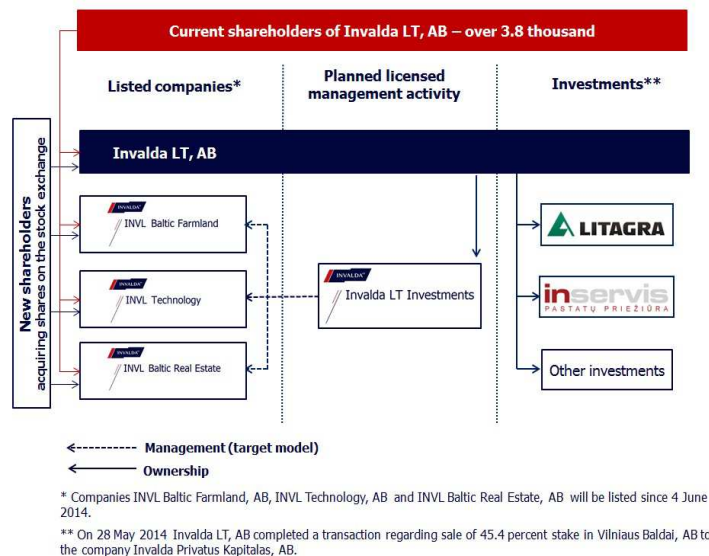 Current shareholders of Invalda LT, AB – over 3.8 thousand
Listed companies*
Planned licensed
management activity
Investments**
New shareholders
acquiring shares on the stock exchange
Invalda LT, AB
INVALDA
INVL Baltic Farmland
INVALDA
INVL Technology
INVALDA
INVL Baltic Real Estate
INVALDA
Invalda LT Investments
LITAGRA
inservis
PASTATŲ PRIEŽIŪRA
Other investments
Management (target model)
Ownership
* Companies INVL Baltic Farmland, AB, INVL Technology, AB and INVL Baltic Real Estate, AB will be listed since 4 June
2014.
** On 28 May 2014 Invalda LT, AB completed a transaction regarding sale of 45.4 percent stake in Vilniaus Baldai, AB to
the company Invalda Privatus Kapitalas, AB.